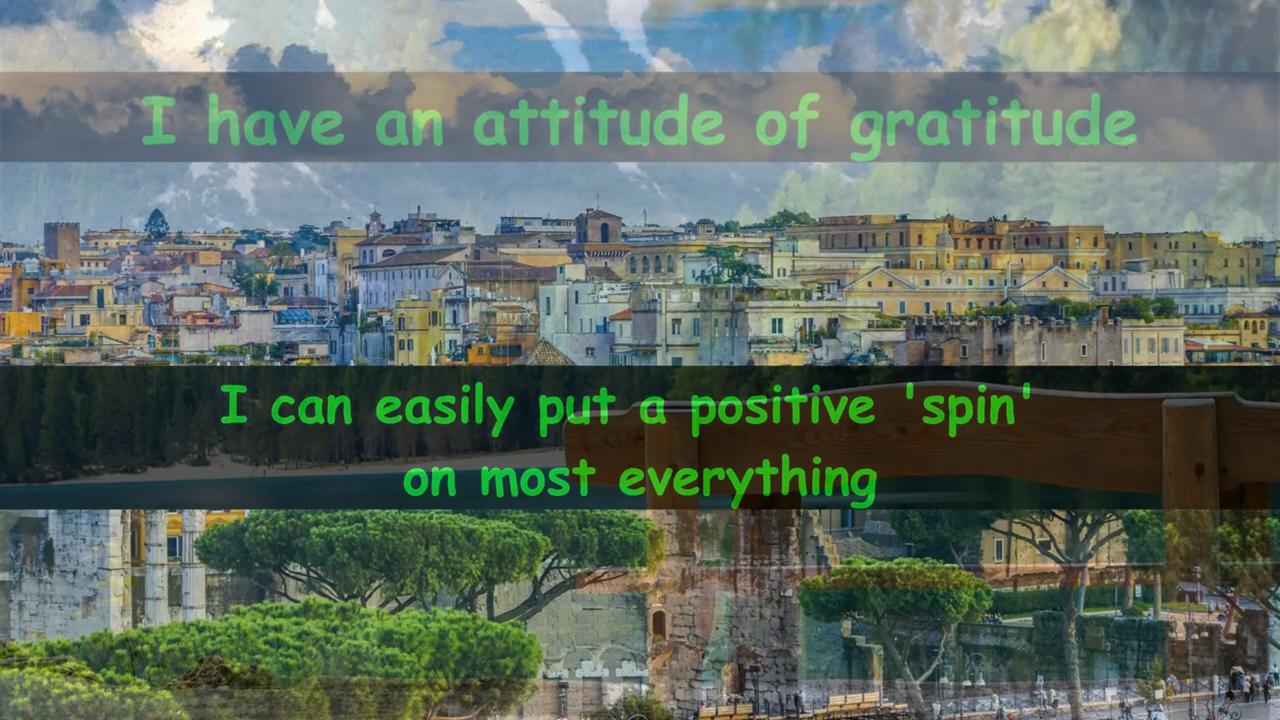 I have an attitude of gratitude
I can easily put a positive 'spin'
on most everything